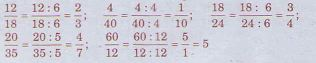 12/18 = 12 : 6/18 : 6 = 2/3; 4/40 = 4 : 4/40 : 4 = 1/10; 18/24 = 18 : 6/24 : 6 = 3/4;
20/35 = 20 : 5/35 : 5 = 4/7; 60/12 = 60 : 12/12 : 12 = 5/1 = 5